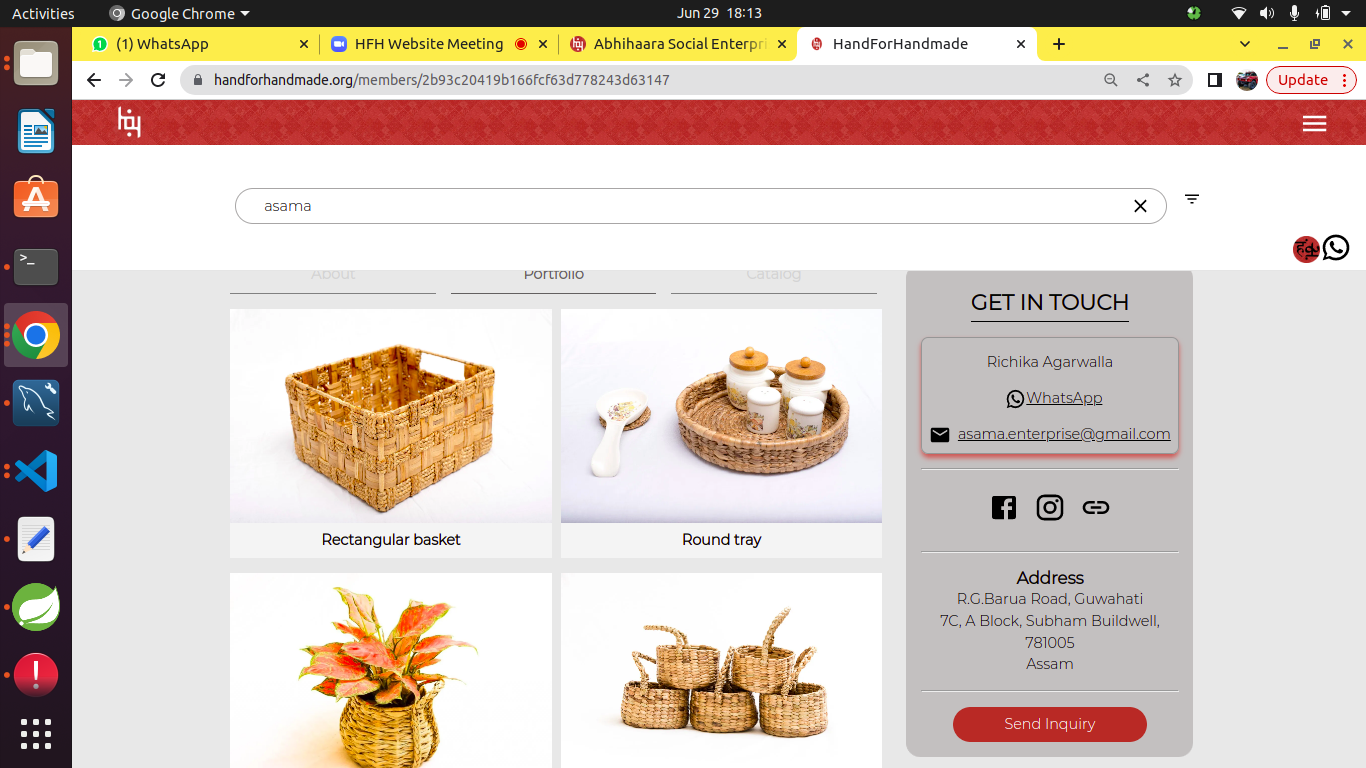 Activities
Google Chrome
Jun 29 18:13
(1) WhatsApp
HFH Website Meeting
Abhihaara Social Enterpri
HandForHandmade
handforhandmade.org/members/2b93c20419b166fcf63d778243d63147
Update
asama
About
Portfolio
Catalog
Rectangular basket
Round tray
GET IN TOUCH
Richika Agarwalla
WhatsApp
asama.enterprise@gmail.com
Address
R.G.Barua Road, Guwahati
7C, A Block, Subham Buildwell,
781005
Assam
Send Inquiry